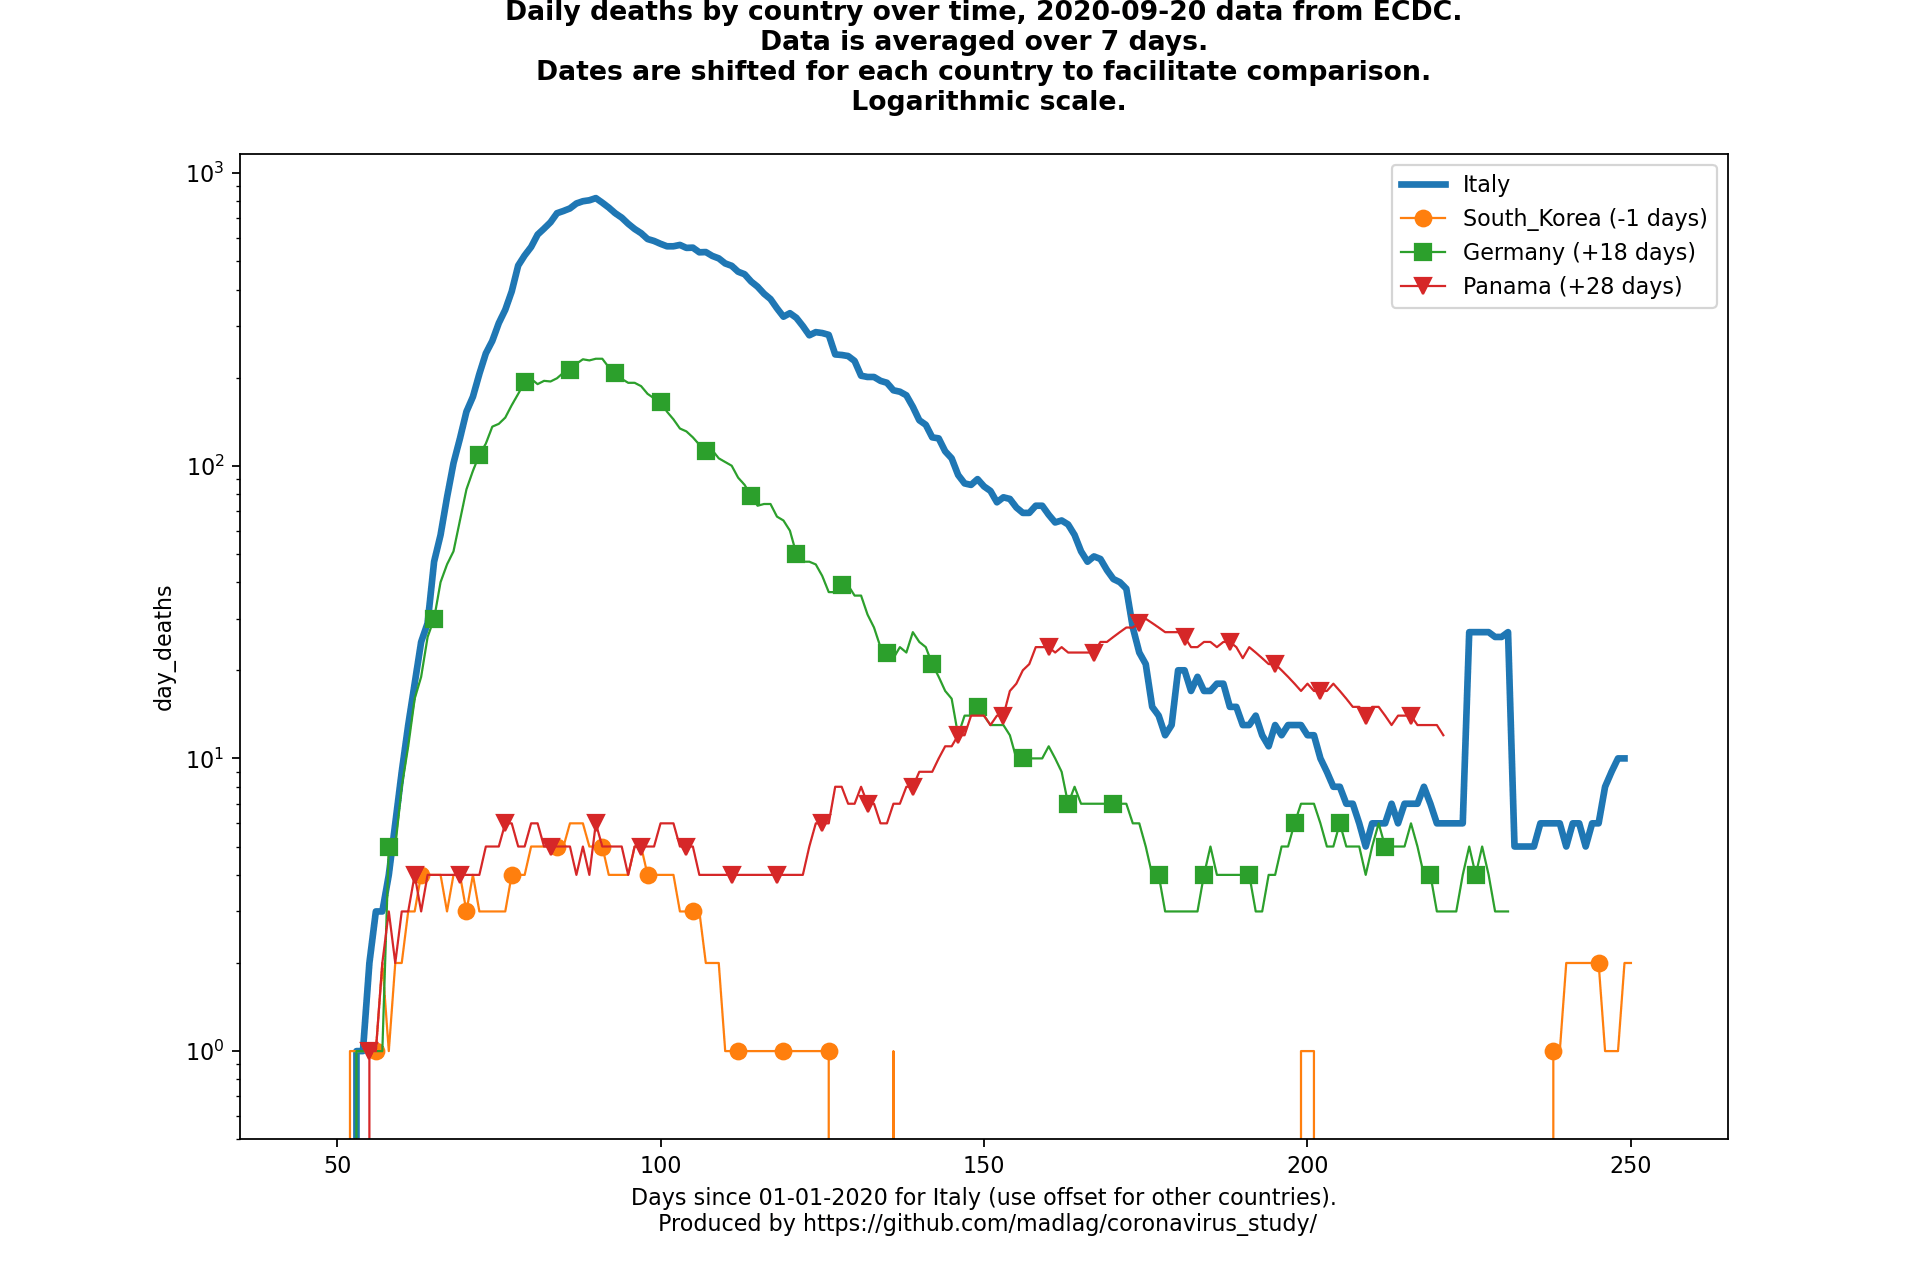 Daily deaths by country over time, 2020-09-20 data from ECDC.
Data is averaged over 7 days.
Dates are shifted for each country to facilitate comparison.
Logarithmic scale.
10³
10²
10¹
10⁰
day_deaths
Italy
South_Korea (-1 days)
Germany (+18 days)
Panama (+28 days)
50 100 150 200 250
Days since 01-01-2020 for Italy (use offset for other countries).
Produced by https://github.com/madlag/coronavirus_study/